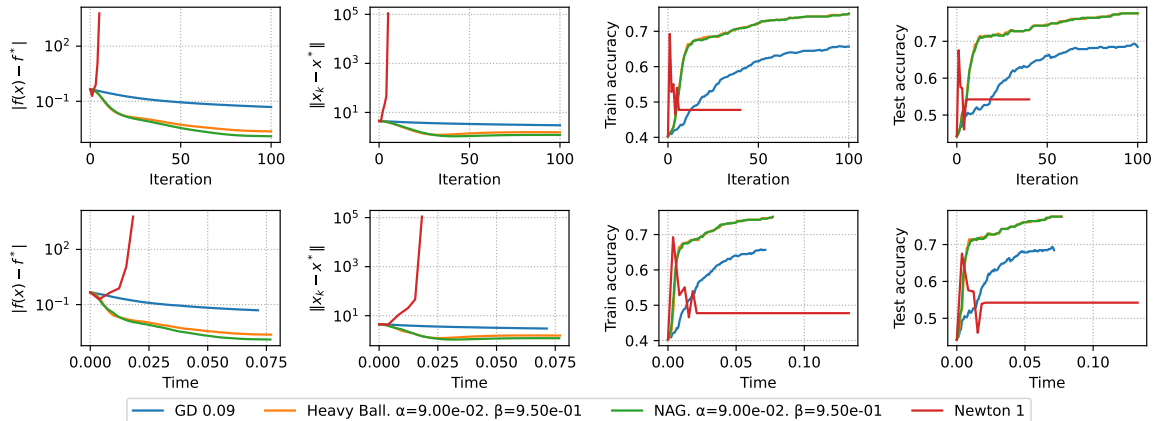 |f(x) − f*|
10²
10⁻¹
0 50 100
Iteration
‖xₖ − x*‖
10⁵
10³
10¹
0 50 100
Iteration
Train accuracy
0.7
0.6
0.5
0.4
0 50 100
Iteration
Test accuracy
0.7
0.6
0.5
0 50 100
Iteration
|f(x) − f*|
10²
10⁻¹
0.000 0.025 0.050 0.075
Time
‖xₖ − x*‖
10⁵
10³
10¹
0.000 0.025 0.050 0.075
Time
Train accuracy
0.7
0.6
0.5
0.4
0.00 0.05 0.10
Time
Test accuracy
0.7
0.6
0.5
0.00 0.05 0.10
Time
GD 0.09
Heavy Ball. α=9.00e-02. β=9.50e-01
NAG. α=9.00e-02. β=9.50e-01
Newton 1